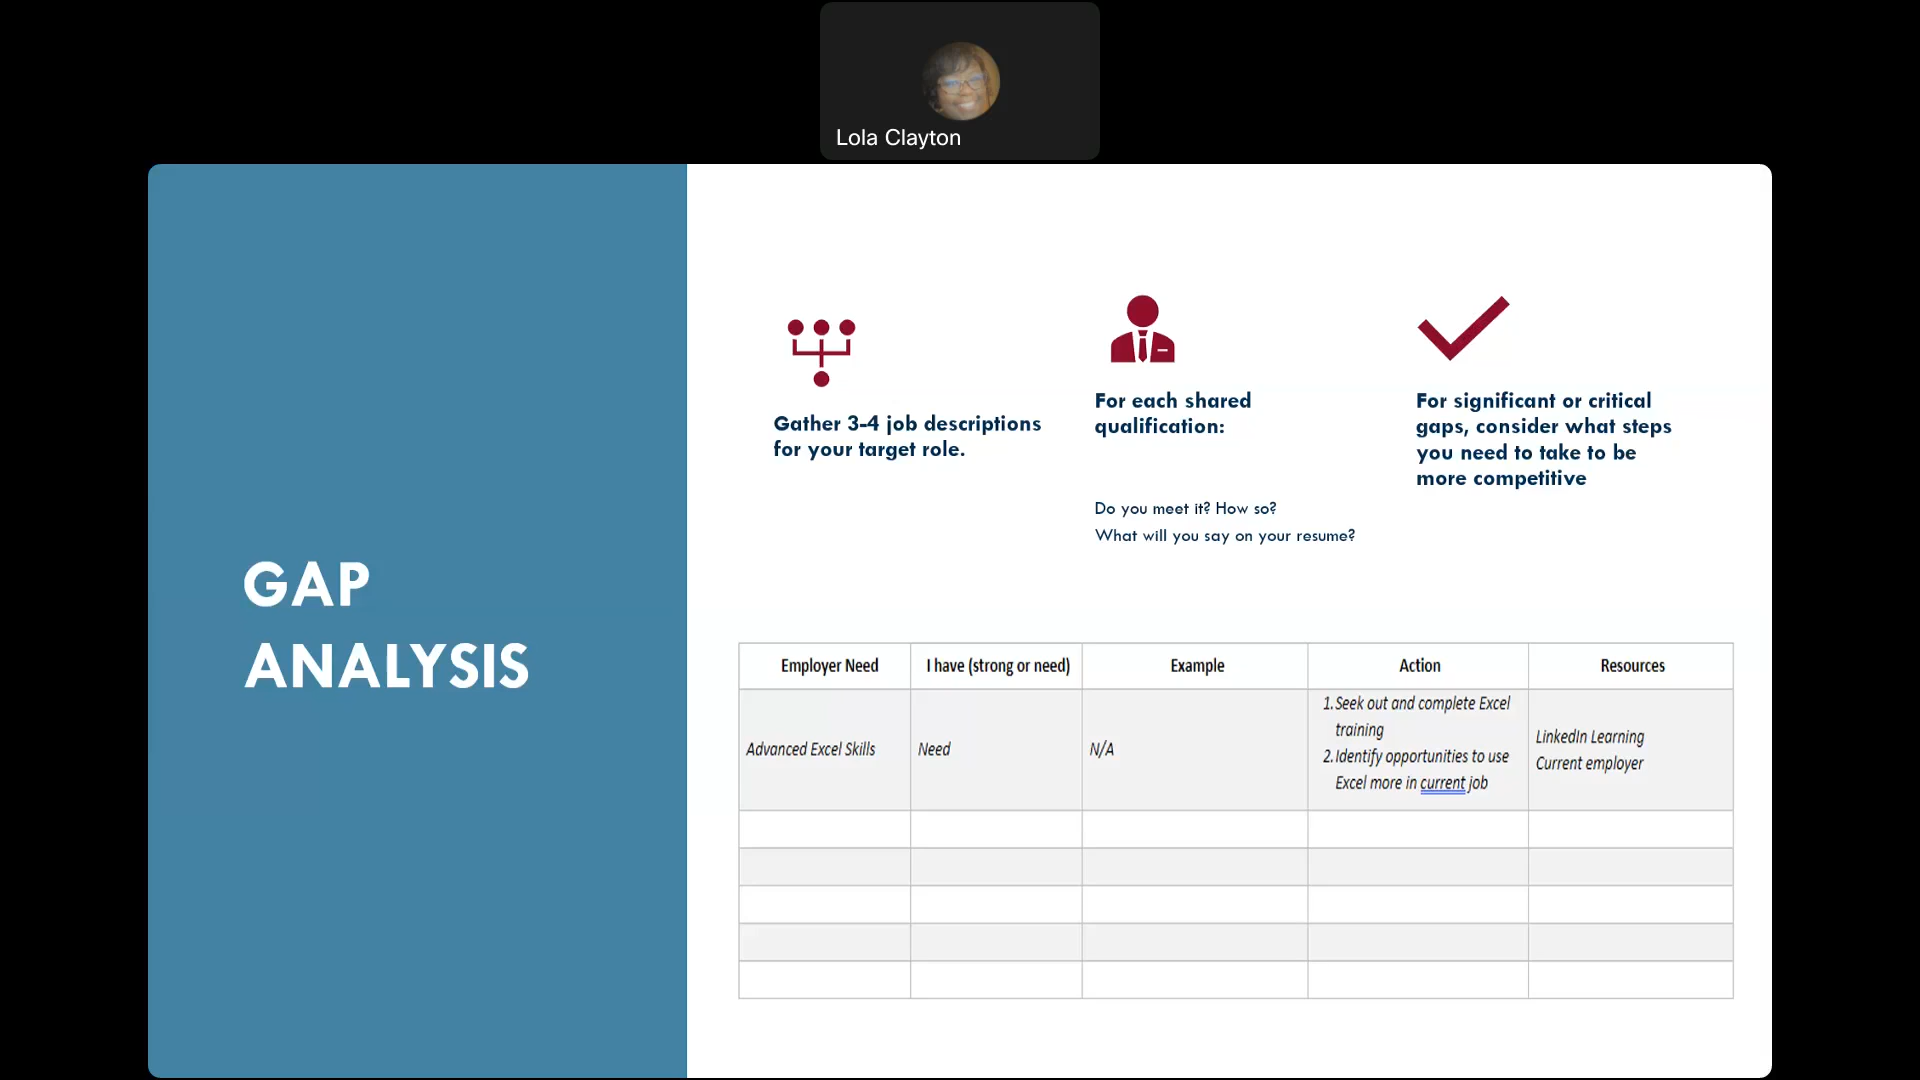 Lola Clayton
GAP
ANALYSIS
Gather 3-4 job descriptions
for your target role.
For each shared
qualification:
Do you meet it? How so?
What will you say on your resume?
For significant or critical
gaps, consider what steps
you need to take to be
more competitive
Employer Need
I have (strong or need)
Example
Action
Resources
Advanced Excel Skills
Need
N/A
1. Seek out and complete Excel
training
2. Identify opportunities to use
Excel more in current job
LinkedIn Learning
Current employer